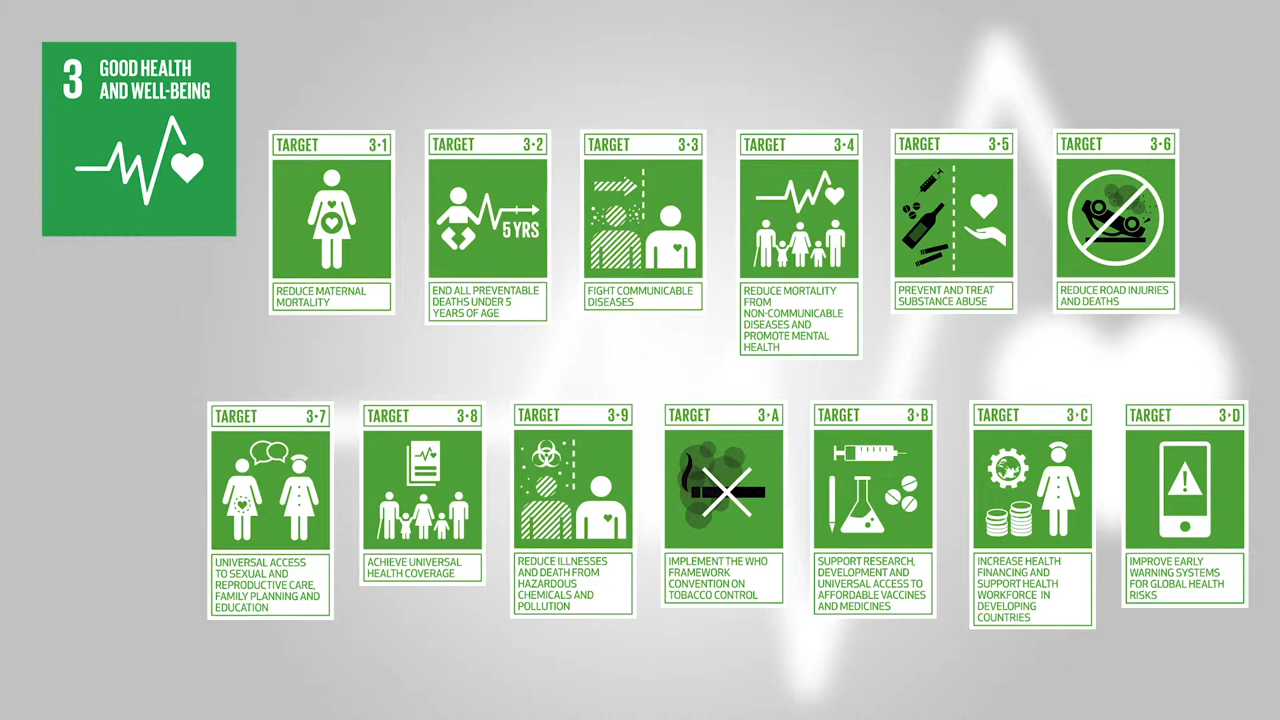 3 GOOD HEALTH
AND WELL-BEING
TARGET 3·1
REDUCE MATERNAL
MORTALITY
TARGET 3·2
5 YRS
END ALL PREVENTABLE
DEATHS UNDER 5
YEARS OF AGE
TARGET 3·3
FIGHT COMMUNICABLE
DISEASES
TARGET 3·4
REDUCE MORTALITY
FROM
NON-COMMUNICABLE
DISEASES AND
PROMOTE MENTAL
HEALTH
TARGET 3·5
PREVENT AND TREAT
SUBSTANCE ABUSE
TARGET 3·6
REDUCE ROAD INJURIES
AND DEATHS
TARGET 3·7
UNIVERSAL ACCESS
TO SEXUAL AND
REPRODUCTIVE CARE,
FAMILY PLANNING AND
EDUCATION
TARGET 3·8
ACHIEVE UNIVERSAL
HEALTH COVERAGE
TARGET 3·9
REDUCE ILLNESSES
AND DEATH FROM
HAZARDOUS
CHEMICALS AND
POLLUTION
TARGET 3·A
IMPLEMENT THE WHO
FRAMEWORK
CONVENTION ON
TOBACCO CONTROL
TARGET 3·B
SUPPORT RESEARCH,
DEVELOPMENT AND
UNIVERSAL ACCESS TO
AFFORDABLE VACCINES
AND MEDICINES
TARGET 3·C
INCREASE HEALTH
FINANCING AND
SUPPORT HEALTH
WORKFORCE IN
DEVELOPING
COUNTRIES
TARGET 3·D
IMPROVE EARLY
WARNING SYSTEMS
FOR GLOBAL HEALTH
RISKS